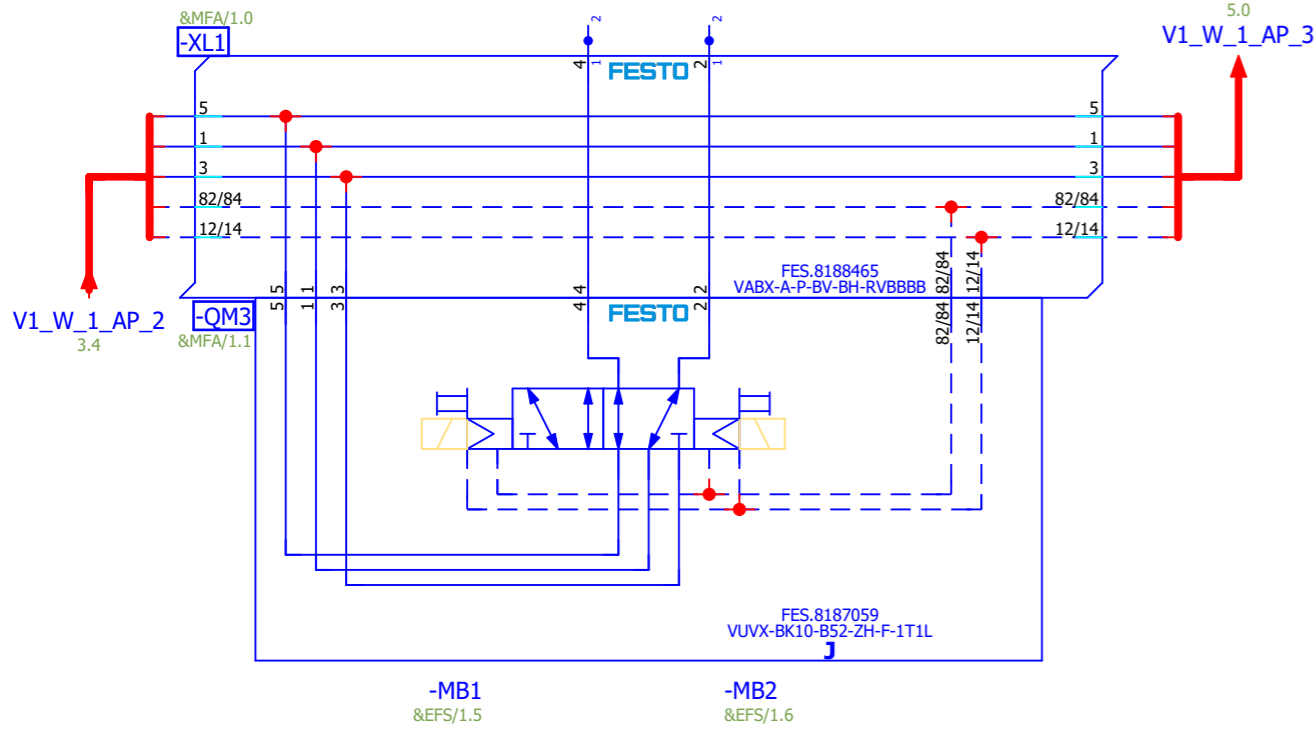 &MFA/1.0
-XL1
2
2
5.0
V1_W_1_AP_3
4
1
2
1
FESTO
5
5
1
1
3
3
82/84
82/84
12/14
12/14
FES.8188465
VABX-A-P-BV-BH-RVBBBB
82/84
12/14
5
1
3
4
2
V1_W_1_AP_2
3.4
-QM3
&MFA/1.1
5
1
3
4
FESTO
2
82/84
12/14
FES.8187059
VUVX-BK10-B52-ZH-F-1T1L
J
-MB1
-MB2
&EFS/1.5
&EFS/1.6